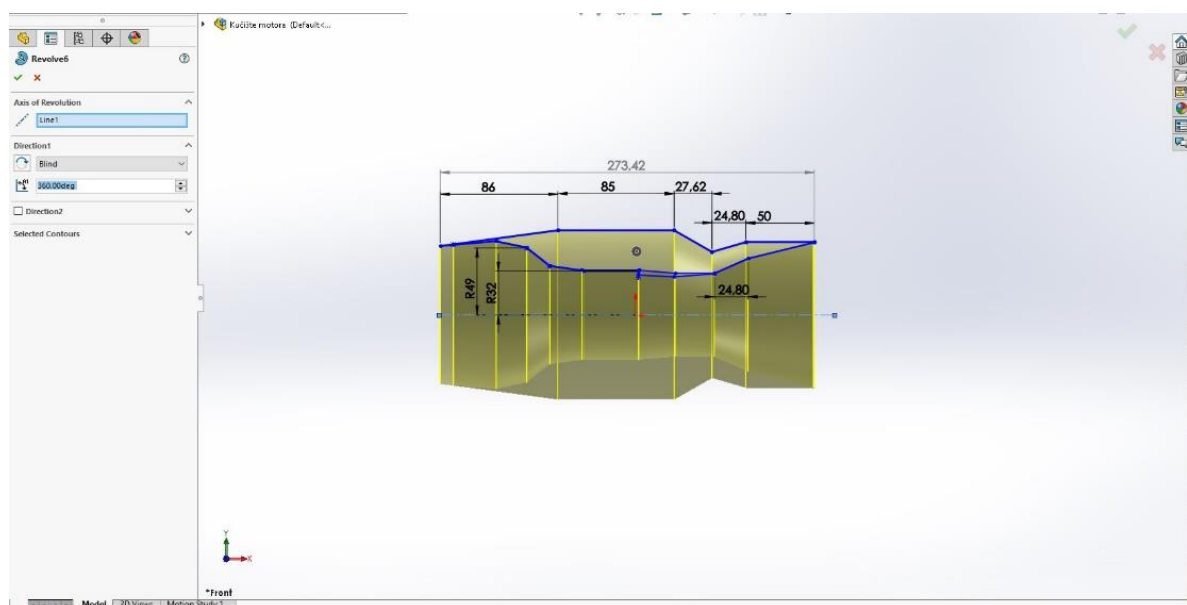 Kučište motora (Default<...
Revolve6
Axis of Revolution
Line1
Direction1
Blind
360.00deg
Direction2
Selected Contours
273,42
86
85
27,62
24,80
50
R49
R32
24,80
Y
X
*Front
Model
3D Views
Motion Study 1